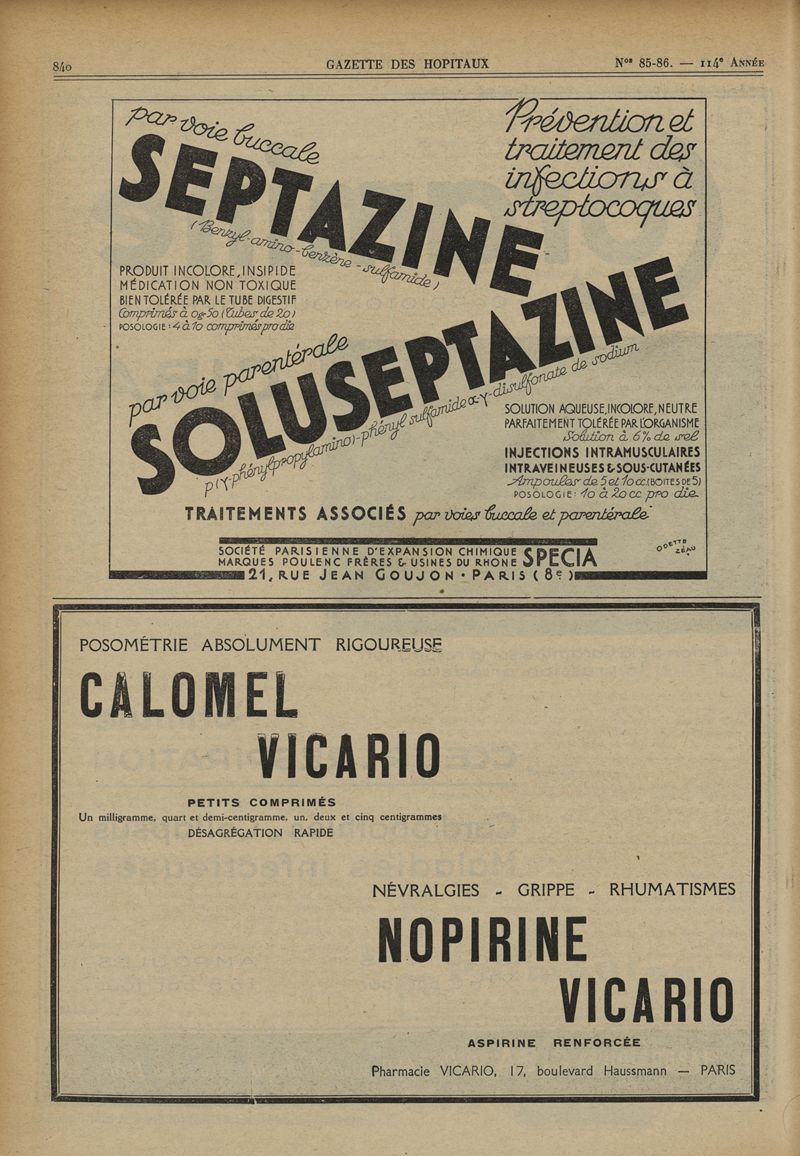 840
GAZETTE DES HOPITAUX
Nos 85-86. — 114e ANNÉE
par voie buccale
SEPTAZINE
(Benzyl-amino-benzène-sulfamide)
Prévention et
traitement des
infections à
streptocoques
PRODUIT INCOLORE, INSIPIDE
MÉDICATION NON TOXIQUE
BIEN TOLÉRÉE PAR LE TUBE DIGESTIF
Comprimés à 0g.50 (Tubes de 20)
POSOLOGIE: 4 à 10 comprimés pro die
par voie parentérale
SOLUSEPTAZINE
p(γ-phénylpropylamino)-phényl sulfamide α-γ-disulfonate de sodium
SOLUTION AQUEUSE, INCOLORE, NEUTRE
PARFAITEMENT TOLÉRÉE PAR L'ORGANISME
Solution à 6% de sel
INJECTIONS INTRAMUSCULAIRES
INTRAVEINEUSES & SOUS-CUTANÉES
Ampoules de 5 et 10 cc. (BOITES DE 5)
POSOLOGIE: 10 à 20 cc pro die
TRAITEMENTS ASSOCIÉS par voies buccale et parentérale
SOCIÉTÉ PARISIENNE D'EXPANSION CHIMIQUE
MARQUES POULENC FRÈRES & USINES DU RHONE
SPECIA
21, RUE JEAN GOUJON · PARIS (8e)
ODETTE
ZÉAU
POSOMÉTRIE ABSOLUMENT RIGOUREUSE
CALOMEL
VICARIO
PETITS COMPRIMÉS
Un milligramme, quart et demi-centigramme, un, deux et cinq centigrammes
DÉSAGRÉGATION RAPIDE
NÉVRALGIES - GRIPPE - RHUMATISMES
NOPIRINE
VICARIO
ASPIRINE RENFORCÉE
Pharmacie VICARIO, 17, boulevard Haussmann — PARIS